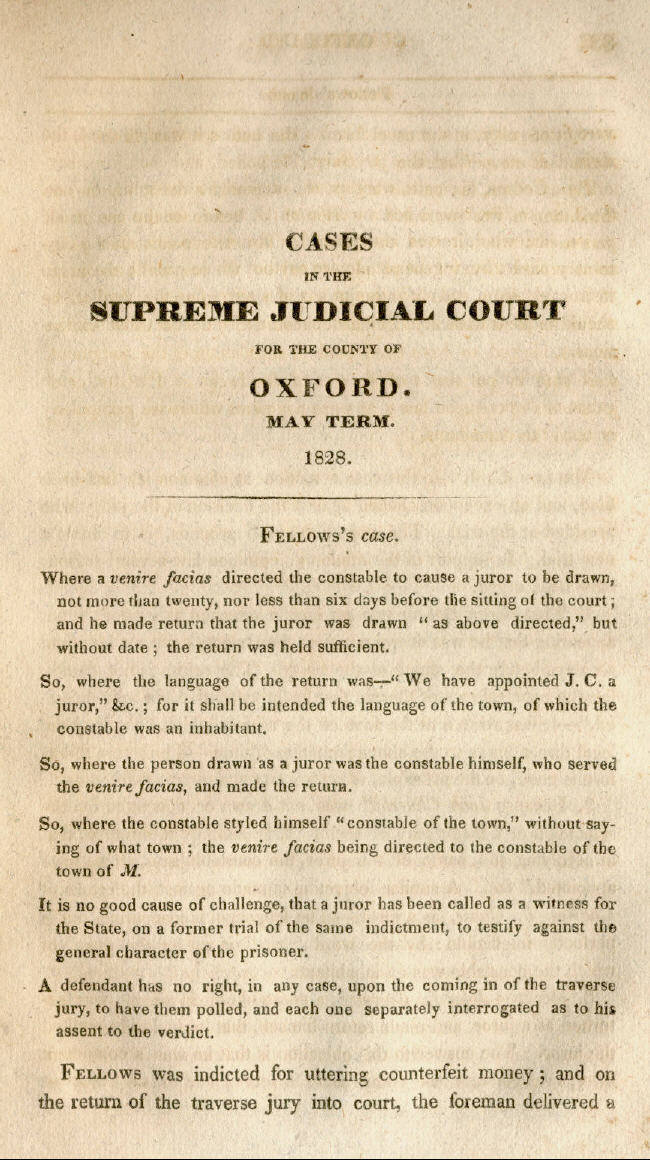 CASES
IN THE
SUPREME JUDICIAL COURT
FOR THE COUNTY OF
OXFORD.
MAY TERM.
1828.
FELLOWS'S case.
Where a venire facias directed the constable to cause a juror to be drawn,
not more than twenty, nor less than six days before the sitting of the court;
and he made return that the juror was drawn "as above directed," but
without date; the return was held sufficient.
So, where the language of the return was—"We have appointed J. C. a
juror," &c.; for it shall be intended the language of the town, of which the
constable was an inhabitant.
So, where the person drawn as a juror was the constable himself, who served
the venire facias, and made the return.
So, where the constable styled himself "constable of the town," without say-
ing of what town; the venire facias being directed to the constable of the
town of M.
It is no good cause of challenge, that a juror has been called as a witness for
the State, on a former trial of the same indictment, to testify against the
general character of the prisoner.
A defendant has no right, in any case, upon the coming in of the traverse
jury, to have them polled, and each one separately interrogated as to his
assent to the verdict.
FELLOWS was indicted for uttering counterfeit money; and on
the return of the traverse jury into court, the foreman delivered a